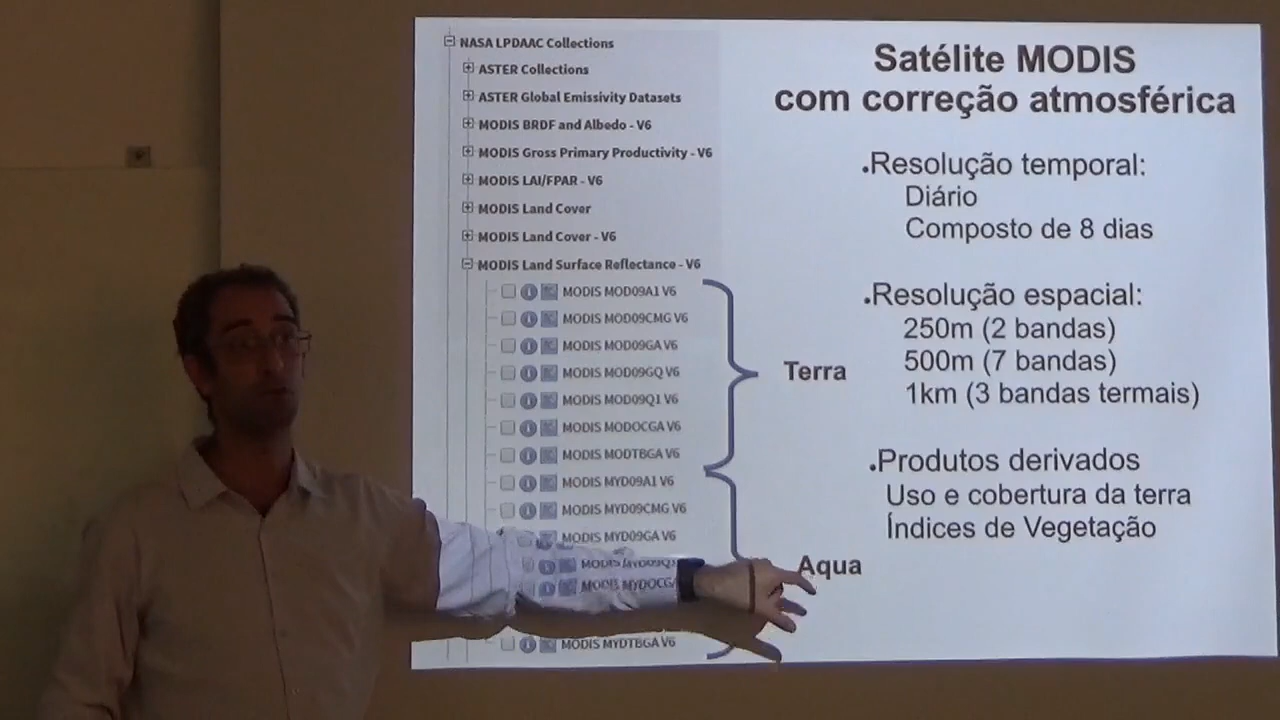 NASA LPDAAC Collections
ASTER Collections
ASTER Global Emissivity Datasets
MODIS BRDF and Albedo - V6
MODIS Gross Primary Productivity - V6
MODIS LAI/FPAR - V6
MODIS Land Cover
MODIS Land Cover - V6
MODIS Land Surface Reflectance - V6
MODIS MOD09A1 V6
MODIS MOD09CMG V6
MODIS MOD09GA V6
MODIS MOD09GQ V6
MODIS MOD09Q1 V6
MODIS MODOCGA V6
MODIS MODTBGA V6
MODIS MYD09A1 V6
MODIS MYD09CMG V6
MODIS MYD09GA V6
MODIS
MODIS MYDOCGA
MODIS MYDTBGA V6
Terra
Aqua
Satélite MODIS
com correção atmosférica
•Resolução temporal:
Diário
Composto de 8 dias
•Resolução espacial:
250m (2 bandas)
500m (7 bandas)
1km (3 bandas termais)
•Produtos derivados
Uso e cobertura da terra
Índices de Vegetação